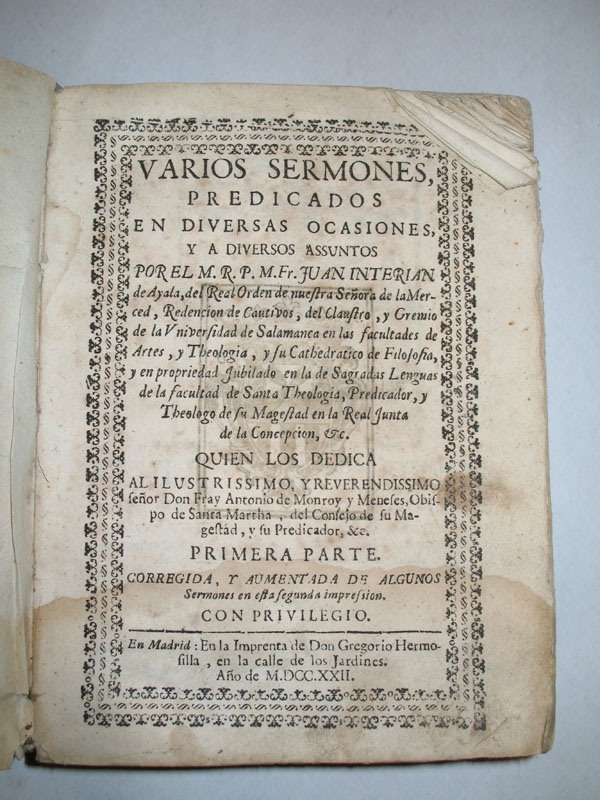 VARIOS SERMONES,
PREDICADOS
EN DIVERSAS OCASIONES,
Y A DIVERSOS ASSUNTOS
POR EL M. R. P. M. Fr. JUAN INTERIAN
de Ayala, del Real Orden de nueſtra Señora de la Mer-
ced, Redencion de Cautivos, del Clauſtro, y Gremio
de la Vniverſidad de Salamanca en las facultades de
Artes, y Theologia, y ſu Cathedratico de Filoſofia,
y en propriedad Jubilado en la de Sagradas Lenguas
de la facultad de Santa Theologia, Predicador, y
Theologo de ſu Mageſtad en la Real Junta
de la Concepcion, &c.
QUIEN LOS DEDICA
AL ILUSTRISSIMO, Y REVERENDISSIMO
ſeñor Don Fray Antonio de Monroy y Meneſes, Obiſ-
po de Santa Martha, del Conſejo de ſu Ma-
geſtad, y ſu Predicador, &c.
PRIMERA PARTE.
CORREGIDA, Y AUMENTADA DE ALGUNOS
Sermones en eſta ſegunda impreſsion.
CON PRIVILEGIO.
En Madrid: En la Imprenta de Don Gregorio Hermo-
ſilla, en la calle de los Jardines.
Año de M.DCC.XXII.